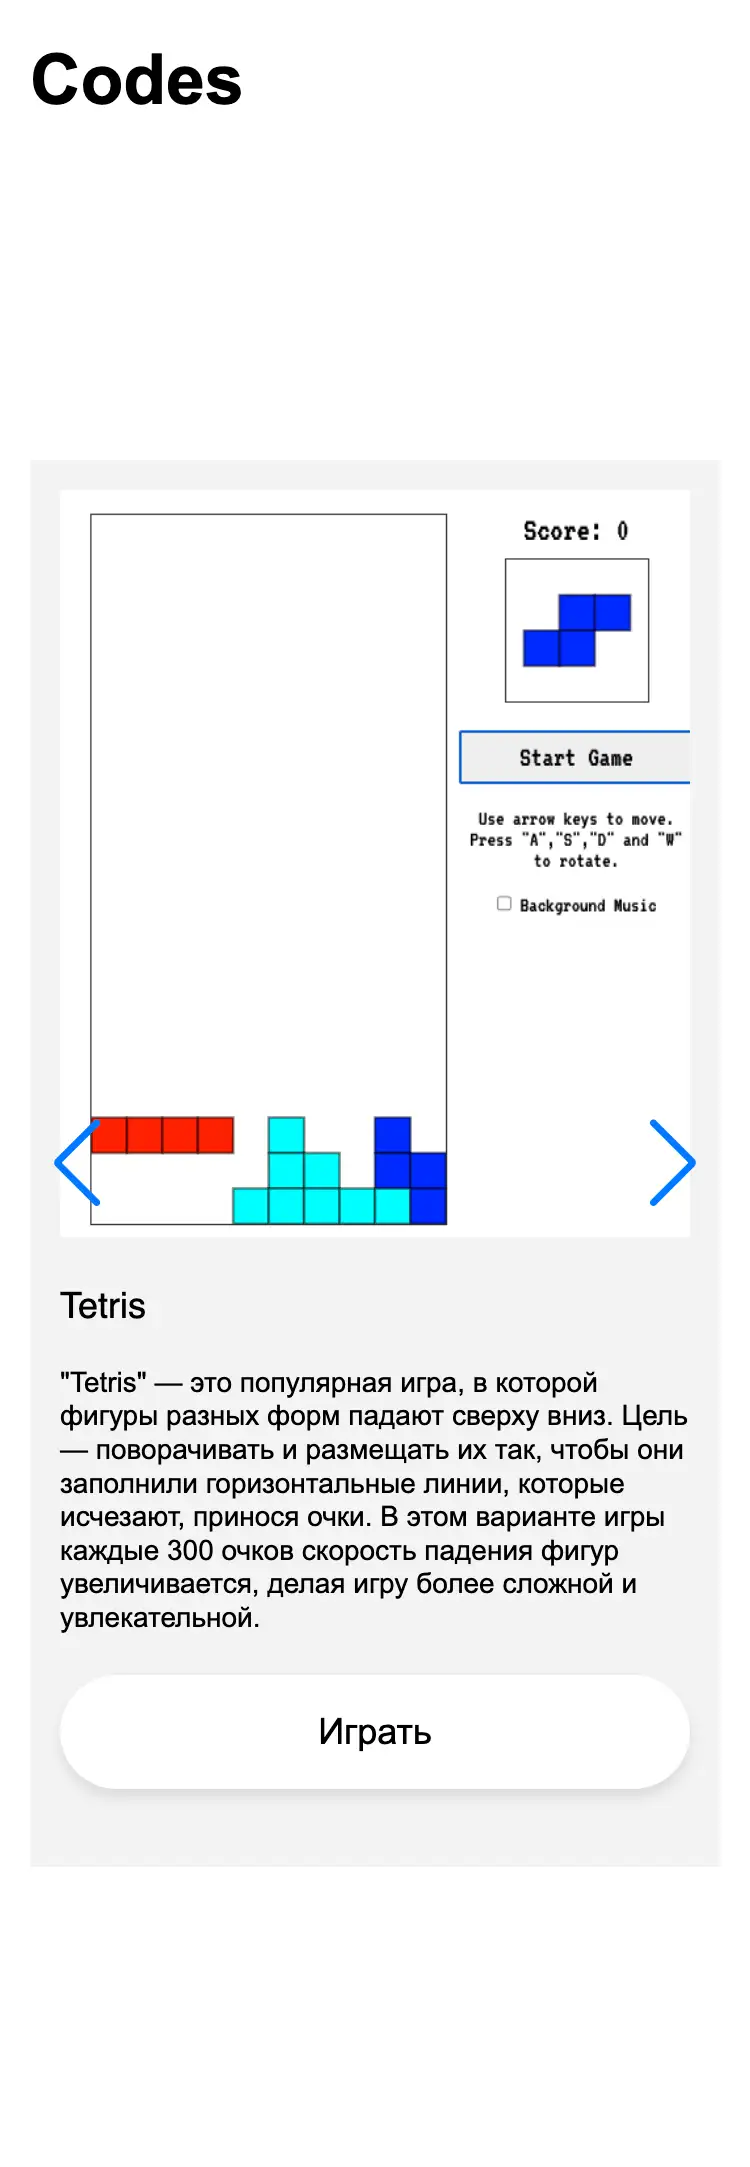 Codes
Score: 0
Start Game
Use arrow keys to move.
Press "A","S","D" and "W"
to rotate.
Background Music
Tetris
"Tetris" — это популярная игра, в которой
фигуры разных форм падают сверху вниз. Цель
— поворачивать и размещать их так, чтобы они
заполнили горизонтальные линии, которые
исчезают, принося очки. В этом варианте игры
каждые 300 очков скорость падения фигур
увеличивается, делая игру более сложной и
увлекательной.
Играть